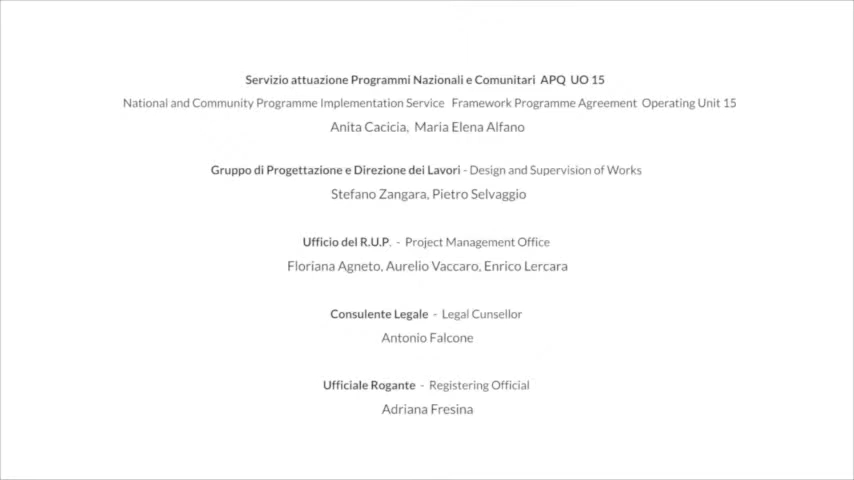 Servizio attuazione Programmi Nazionali e Comunitari APQ UO 15
National and Community Programme Implementation Service Framework Programme Agreement Operating Unit 15
Anita Cacicia, Maria Elena Alfano
Gruppo di Progettazione e Direzione dei Lavori - Design and Supervision of Works
Stefano Zangara, Pietro Selvaggio
Ufficio del R.U.P. - Project Management Office
Floriana Agneto, Aurelio Vaccaro, Enrico Lercara
Consulente Legale - Legal Cunsellor
Antonio Falcone
Ufficiale Rogante - Registering Official
Adriana Fresina